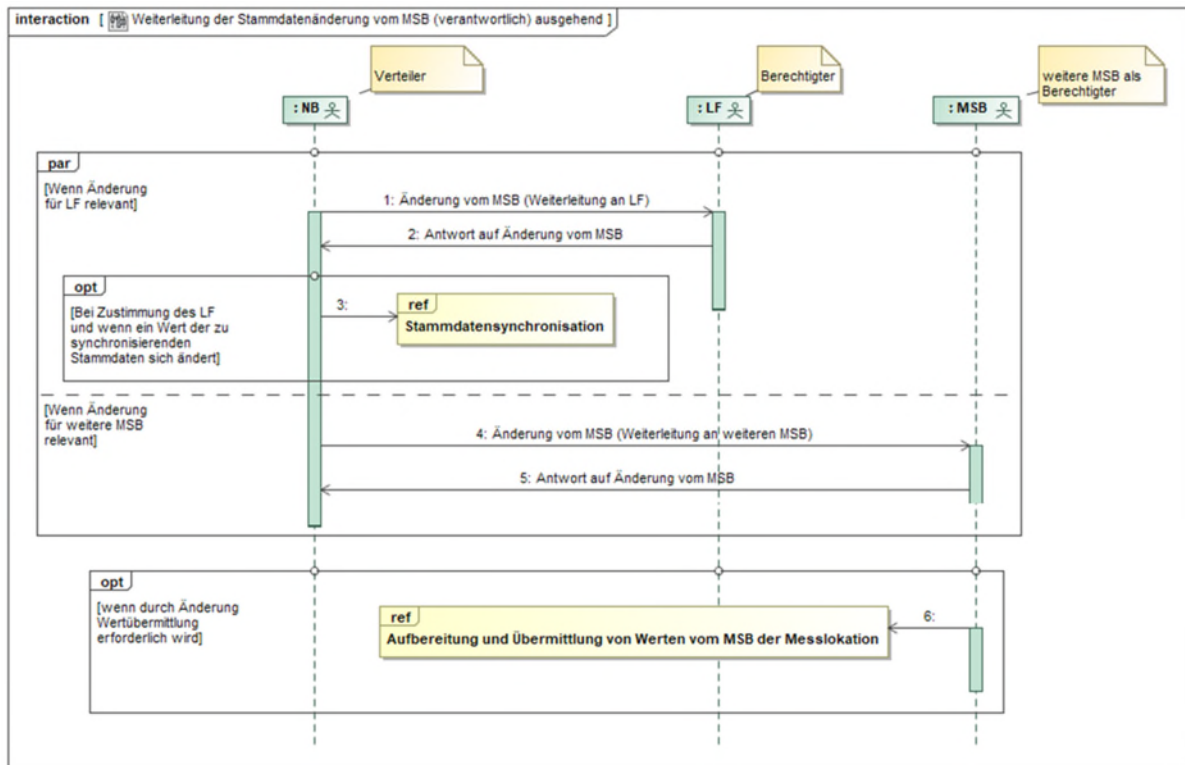 interaction [ Weiterleitung der Stammdatenänderung vom MSB (verantwortlich) ausgehend ]
Verteiler
Berechtigter
weitere MSB als
Berechtigter
: NB
: LF
: MSB
par
[Wenn Änderung
für LF relevant]
1: Änderung vom MSB (Weiterleitung an LF)
2: Antwort auf Änderung vom MSB
opt
[Bei Zustimmung des LF
und wenn ein Wert der zu
synchronisierenden
Stammdaten sich ändert]
3:
ref
Stammdatensynchronisation
[Wenn Änderung
für weitere MSB
relevant]
4: Änderung vom MSB (Weiterleitung an weiteren MSB)
5: Antwort auf Änderung vom MSB
opt
[wenn durch Änderung
Wertübermittlung
erforderlich wird]
ref
Aufbereitung und Übermittlung von Werten vom MSB der Messlokation
6: